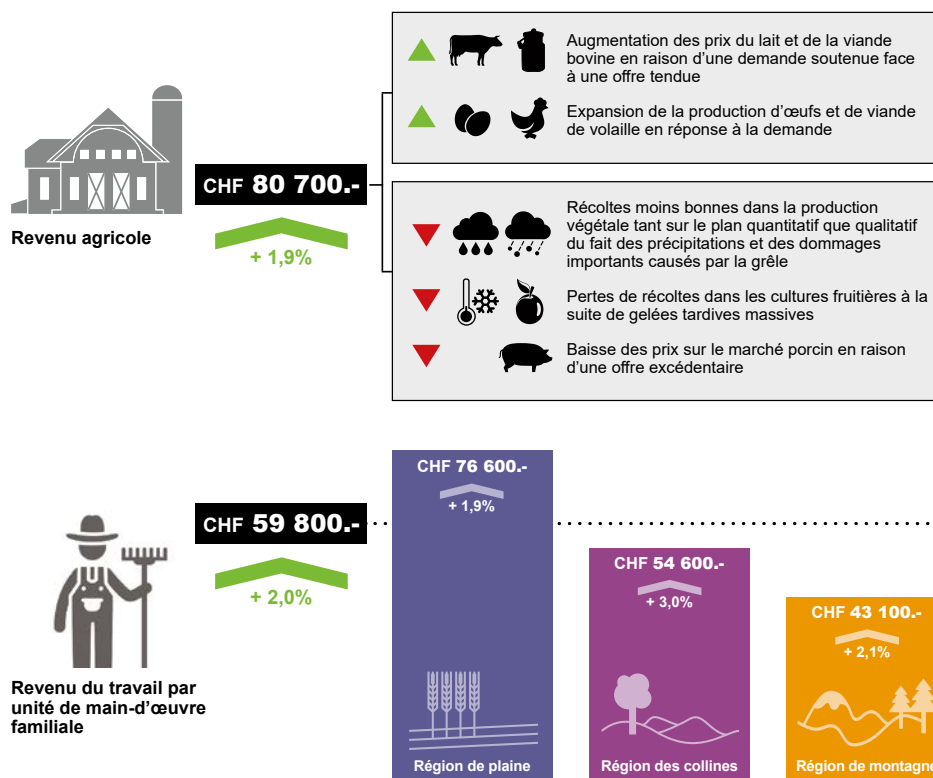 Augmentation des prix du lait et de la viande
bovine en raison d'une demande soutenue face
à une offre tendue
Expansion de la production d'œufs et de viande
de volaille en réponse à la demande
CHF 80 700.-
Revenu agricole
+ 1,9%
Récoltes moins bonnes dans la production
végétale tant sur le plan quantitatif que qualitatif
du fait des précipitations et des dommages
importants causés par la grêle
Pertes de récoltes dans les cultures fruitières à la
suite de gelées tardives massives
Baisse des prix sur le marché porcin en raison
d'une offre excédentaire
CHF 59 800.-
+ 2,0%
Revenu du travail par
unité de main-d'œuvre
familiale
CHF 76 600.-
+ 1,9%
Région de plaine
CHF 54 600.-
+ 3,0%
Région des collines
CHF 43 100.-
+ 2,1%
Région de montagne